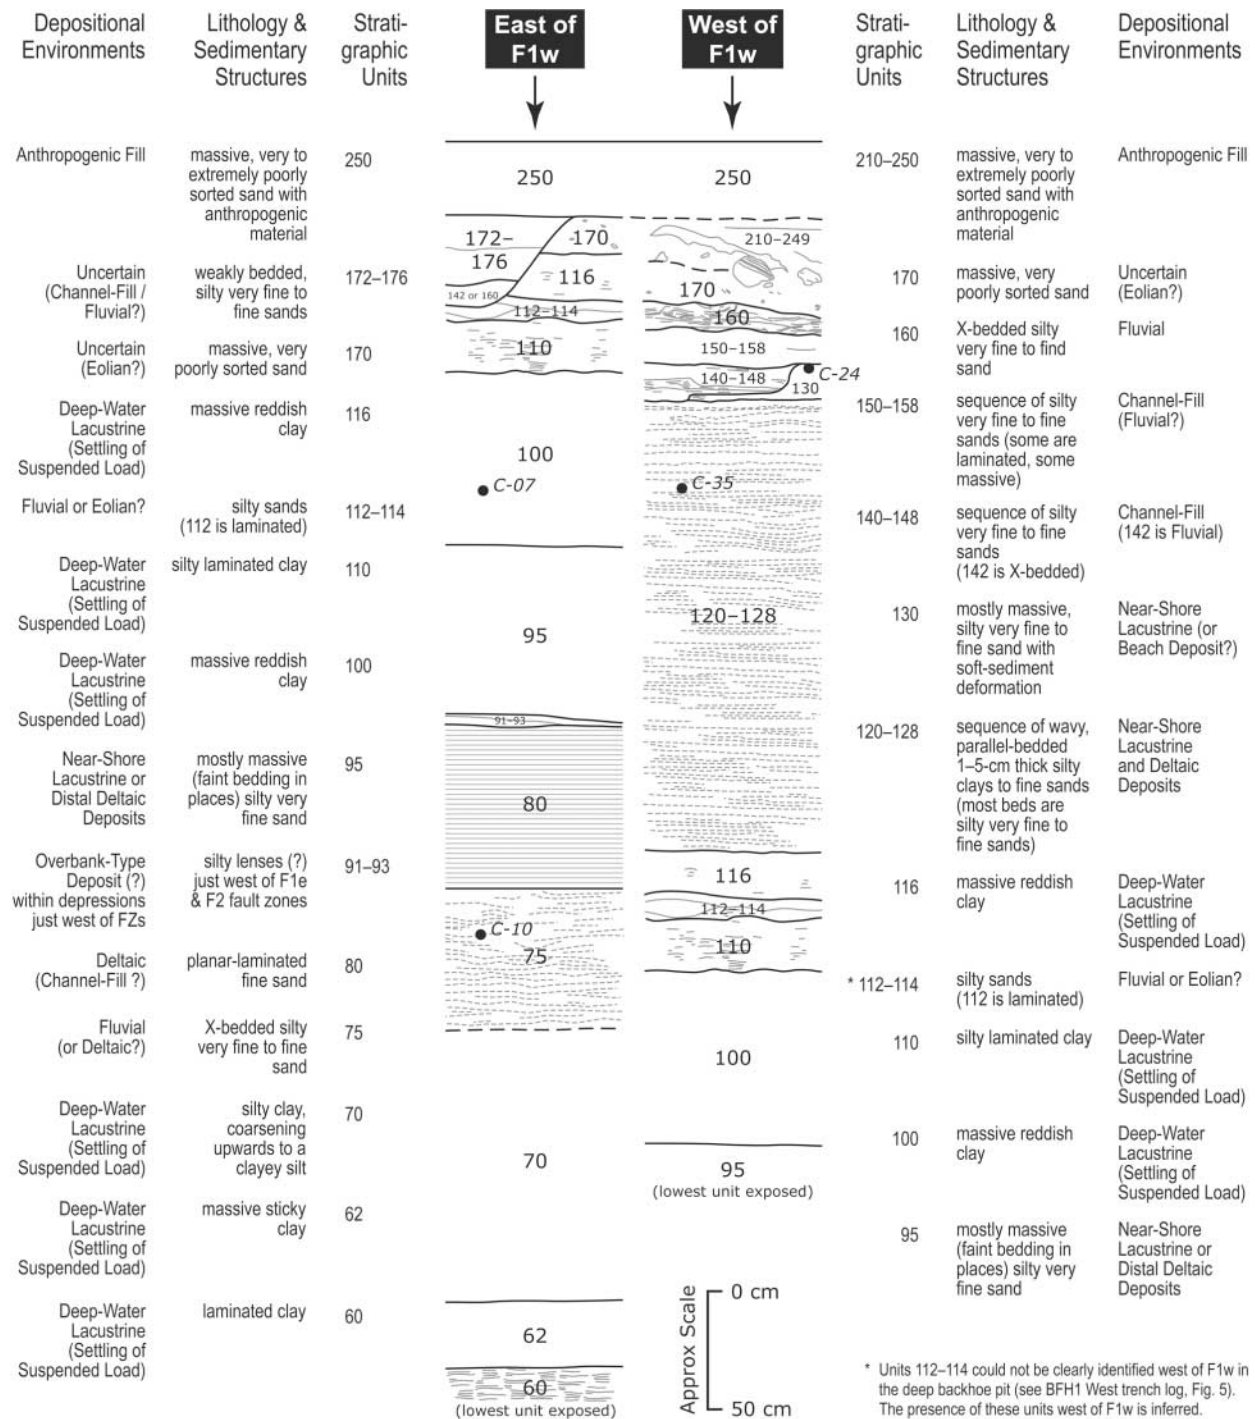 Depositional
Environments
Lithology &
Sedimentary
Structures
Strati-
graphic
Units
East of
F1w
West of
F1w
Strati-
graphic
Units
Lithology &
Sedimentary
Structures
Depositional
Environments
Anthropogenic Fill
massive, very to
extremely poorly
sorted sand with
anthropogenic
material
250
Uncertain
(Channel-Fill /
Fluvial?)
weakly bedded,
silty very fine to
fine sands
172–176
Uncertain
(Eolian?)
massive, very
poorly sorted sand
170
Deep-Water
Lacustrine
(Settling of
Suspended Load)
massive reddish
clay
116
Fluvial or Eolian?
silty sands
(112 is laminated)
112–114
Deep-Water
Lacustrine
(Settling of
Suspended Load)
silty laminated clay
110
Deep-Water
Lacustrine
(Settling of
Suspended Load)
massive reddish
clay
100
Near-Shore
Lacustrine or
Distal Deltaic
Deposits
mostly massive
(faint bedding in
places) silty very
fine sand
95
Overbank-Type
Deposit (?)
within depressions
just west of FZs
silty lenses (?)
just west of F1e
& F2 fault zones
91–93
Deltaic
(Channel-Fill ?)
planar-laminated
fine sand
80
Fluvial
(or Deltaic?)
X-bedded silty
very fine to fine
sand
75
Deep-Water
Lacustrine
(Settling of
Suspended Load)
silty clay,
coarsening
upwards to a
clayey silt
70
Deep-Water
Lacustrine
(Settling of
Suspended Load)
massive sticky
clay
62
Deep-Water
Lacustrine
(Settling of
Suspended Load)
laminated clay
60
250
172–
176
170
116
142 or 160
112–114
110
100
C-07
95
91–93
80
C-10
75
70
62
60
(lowest unit exposed)
250
210–249
170
160
150–158
140–148
130
C-24
C-35
120–128
116
112–114
110
100
95
(lowest unit exposed)
Approx Scale
0 cm
50 cm
210–250
massive, very to
extremely poorly
sorted sand with
anthropogenic
material
Anthropogenic Fill
170
massive, very
poorly sorted sand
Uncertain
(Eolian?)
160
X-bedded silty
very fine to find
sand
Fluvial
150–158
sequence of silty
very fine to fine
sands (some are
laminated, some
massive)
Channel-Fill
(Fluvial?)
140–148
sequence of silty
very fine to fine
sands
(142 is X-bedded)
Channel-Fill
(142 is Fluvial)
130
mostly massive,
silty very fine to
fine sand with
soft-sediment
deformation
Near-Shore
Lacustrine (or
Beach Deposit?)
120–128
sequence of wavy,
parallel-bedded
1–5-cm thick silty
clays to fine sands
(most beds are
silty very fine to
fine sands)
Near-Shore
Lacustrine
and Deltaic
Deposits
116
massive reddish
clay
Deep-Water
Lacustrine
(Settling of
Suspended Load)
* 112–114
silty sands
(112 is laminated)
Fluvial or Eolian?
110
silty laminated clay
Deep-Water
Lacustrine
(Settling of
Suspended Load)
100
massive reddish
clay
Deep-Water
Lacustrine
(Settling of
Suspended Load)
95
mostly massive
(faint bedding in
places) silty very
fine sand
Near-Shore
Lacustrine or
Distal Deltaic
Deposits
* Units 112–114 could not be clearly identified west of F1w in
the deep backhoe pit (see BFH1 West trench log, Fig. 5).
The presence of these units west of F1w is inferred.